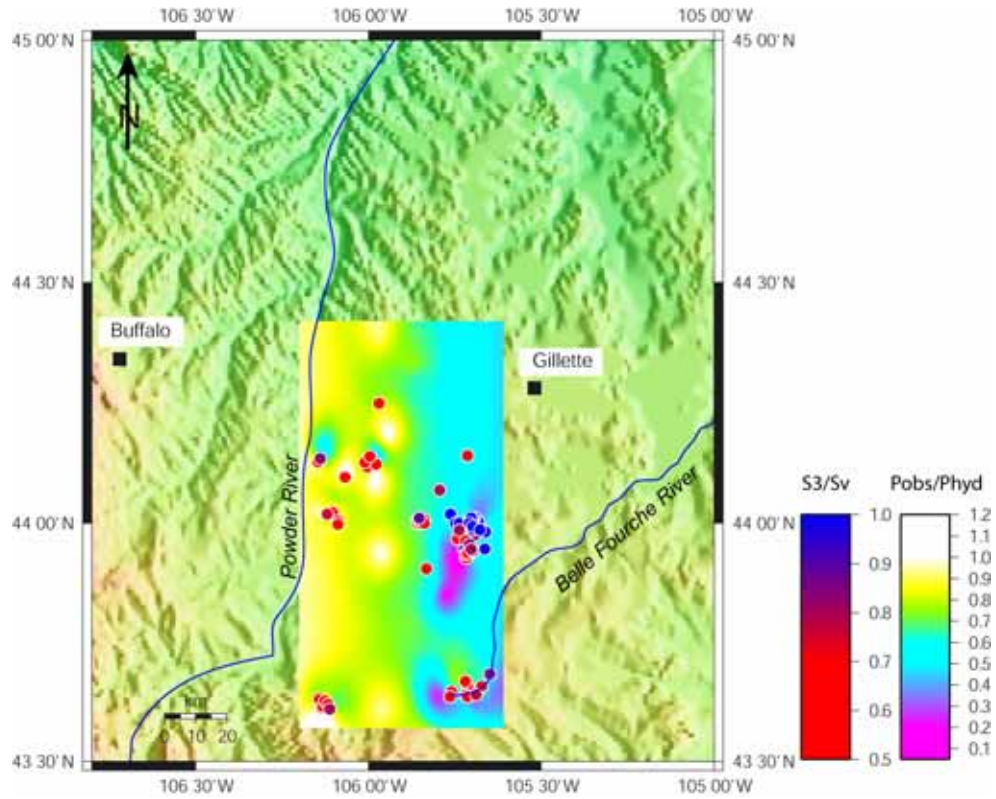 106 30' W 106 00' W 105 30' W 105 00' W
45 00' N 45 00' N
N
44 30' N 44 30' N
Buffalo
Gillette
Powder River
Belle Fourche River
44 00' N 44 00' N
S3/Sv Pobs/Phyd
1.0 1.2
0.9 1.1
0.8 1.0
0.7 0.9
0.6 0.8
0.5 0.7
0.6
0.5
0.4
0.3
0.2
0.1
0 10 20
43 30' N 43 30' N
106 30' W 106 00' W 105 30' W 105 00' W